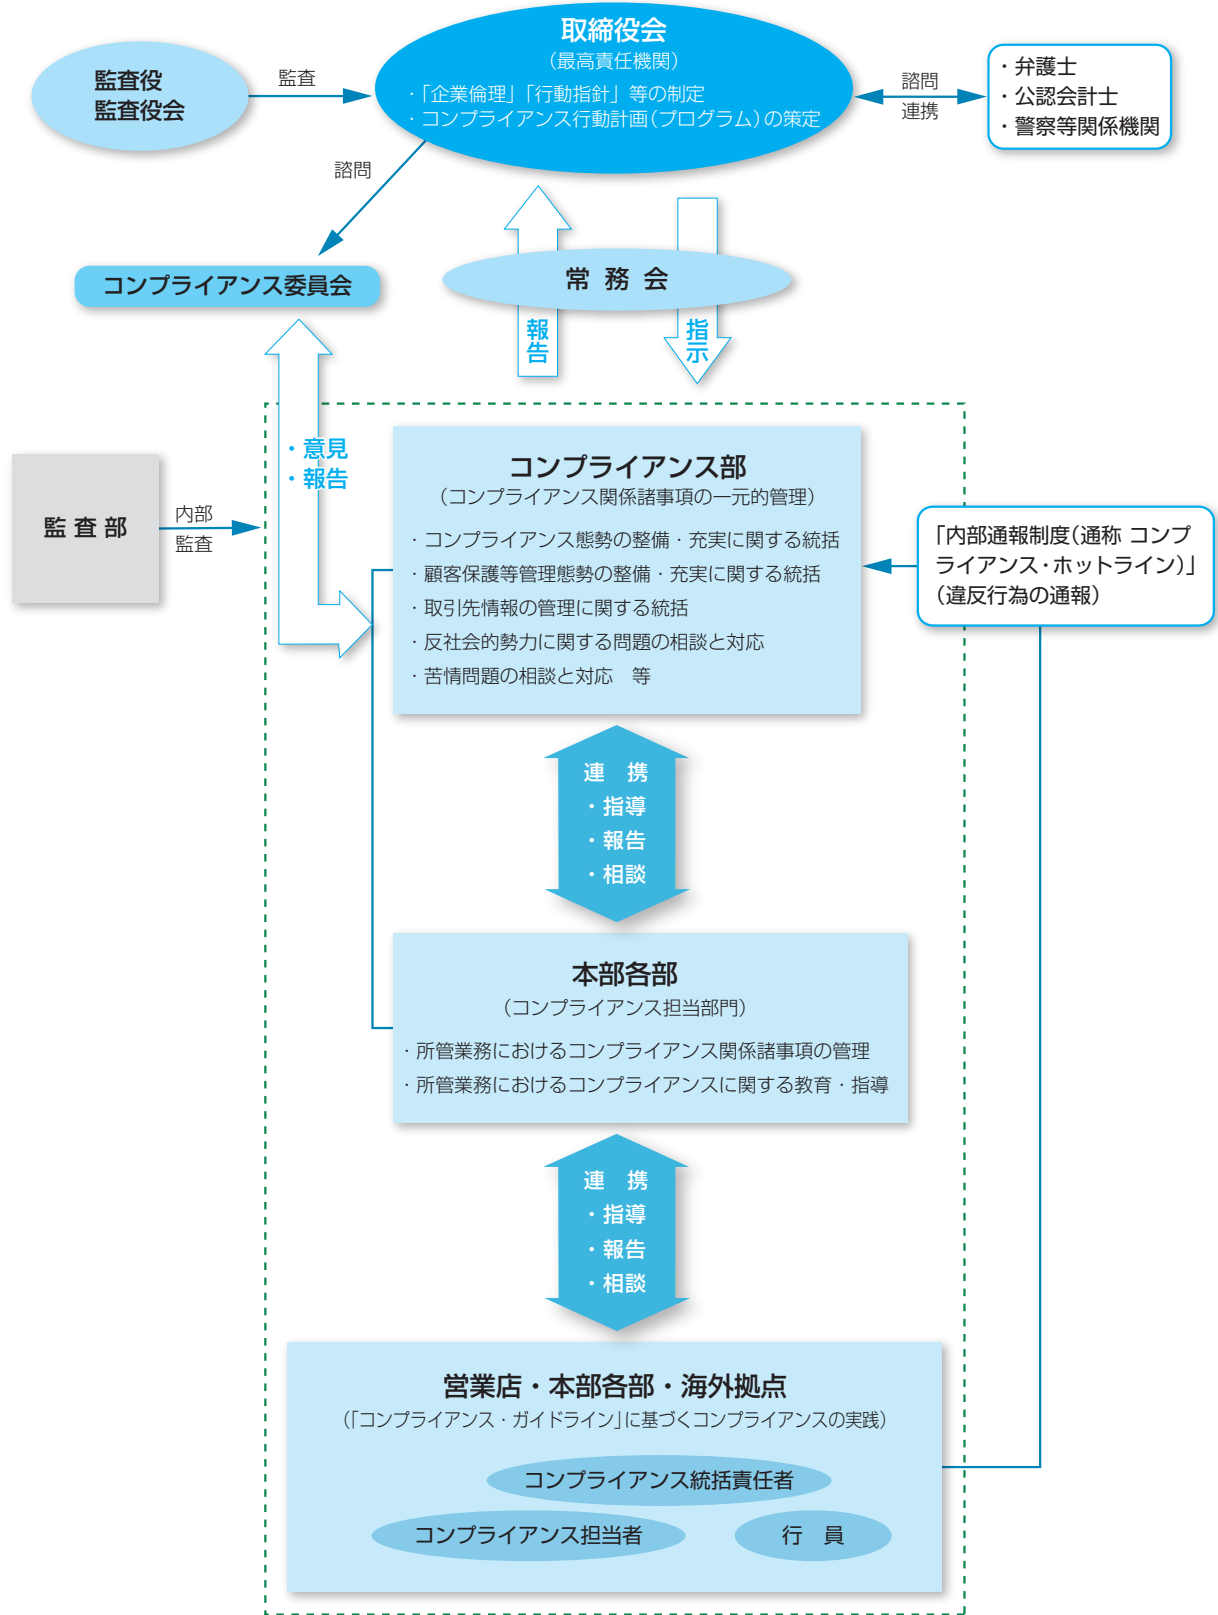 取締役会
（最高責任機関）
・「企業倫理」「行動指針」等の制定
・コンプライアンス行動計画（プログラム）の策定
監査役
監査役会
監査
諮問
連携
・弁護士
・公認会計士
・警察等関係機関
諮問
コンプライアンス委員会
常務会
報告
指示
・意見
・報告
監査部
内部
監査
コンプライアンス部
（コンプライアンス関係諸事項の一元的管理）
・コンプライアンス態勢の整備・充実に関する統括
・顧客保護等管理態勢の整備・充実に関する統括
・取引先情報の管理に関する統括
・反社会的勢力に関する問題の相談と対応
・苦情問題の相談と対応　等
「内部通報制度（通称 コンプ
ライアンス・ホットライン）」
（違反行為の通報）
連　携
・指導
・報告
・相談
本部各部
（コンプライアンス担当部門）
・所管業務におけるコンプライアンス関係諸事項の管理
・所管業務におけるコンプライアンスに関する教育・指導
連　携
・指導
・報告
・相談
営業店・本部各部・海外拠点
（「コンプライアンス・ガイドライン」に基づくコンプライアンスの実践）
コンプライアンス統括責任者
コンプライアンス担当者
行　員